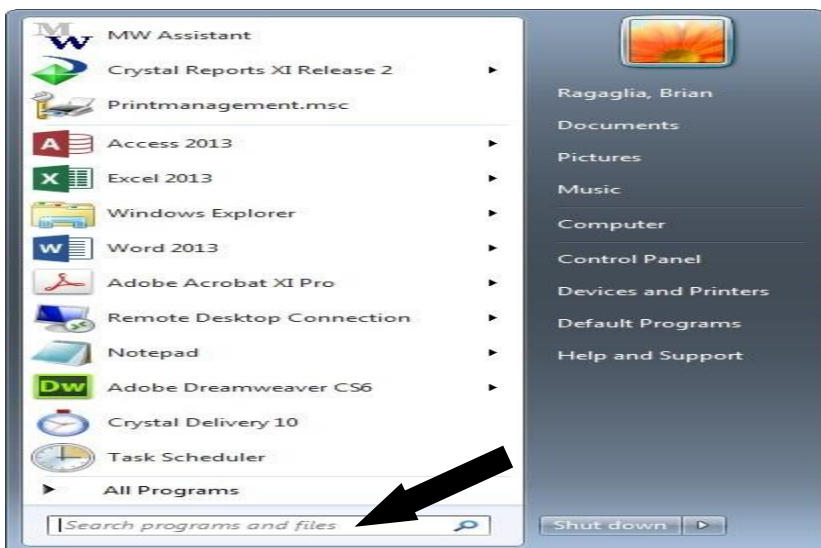 MW MW Assistant
Crystal Reports XI Release 2
Printmanagement.msc
A Access 2013
X Excel 2013
Windows Explorer
W Word 2013
Adobe Acrobat XI Pro
Remote Desktop Connection
Notepad
Dw Adobe Dreamweaver CS6
Crystal Delivery 10
Task Scheduler
All Programs
Search programs and files
Ragaglia, Brian
Documents
Pictures
Music
Computer
Control Panel
Devices and Printers
Default Programs
Help and Support
Shut down